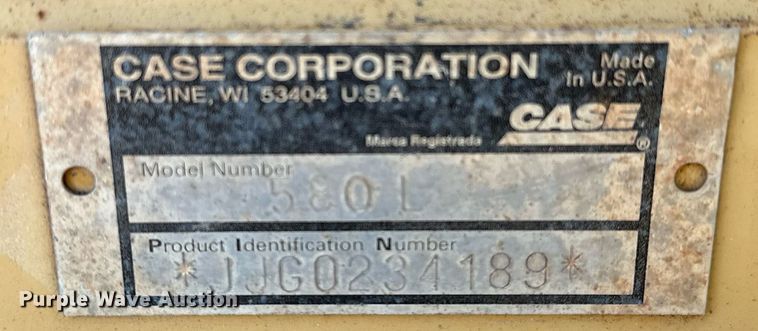 CASE CORPORATION
Made
In U.S.A.
RACINE, WI 53404 U.S.A.
CASE
Marca Registrada
®
Model Number
580L
Product Identification Number
*JJG0234189*
Purple Wave Auction